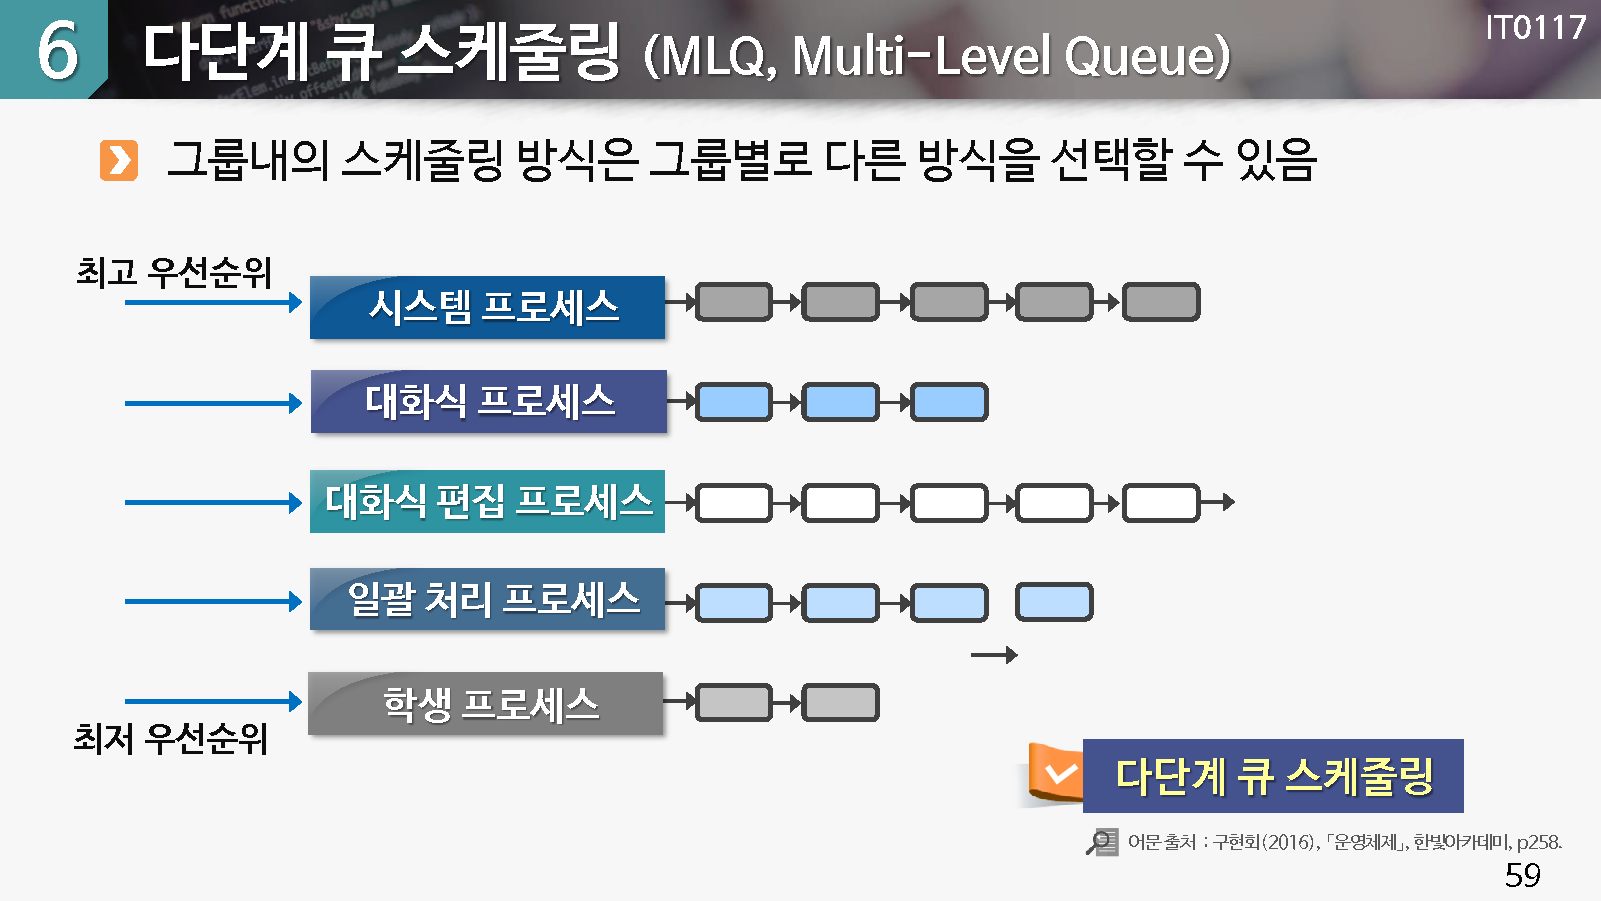 6
다단계 큐 스케줄링 (MLQ, Multi-Level Queue)
IT0117
그룹내의 스케줄링 방식은 그룹별로 다른 방식을 선택할 수 있음
최고 우선순위
시스템 프로세스
대화식 프로세스
대화식 편집 프로세스
일괄 처리 프로세스
학생 프로세스
최저 우선순위
다단계 큐 스케줄링
어문 출처 : 구현회(2016), 「운영체제」, 한빛아카데미, p258.
59